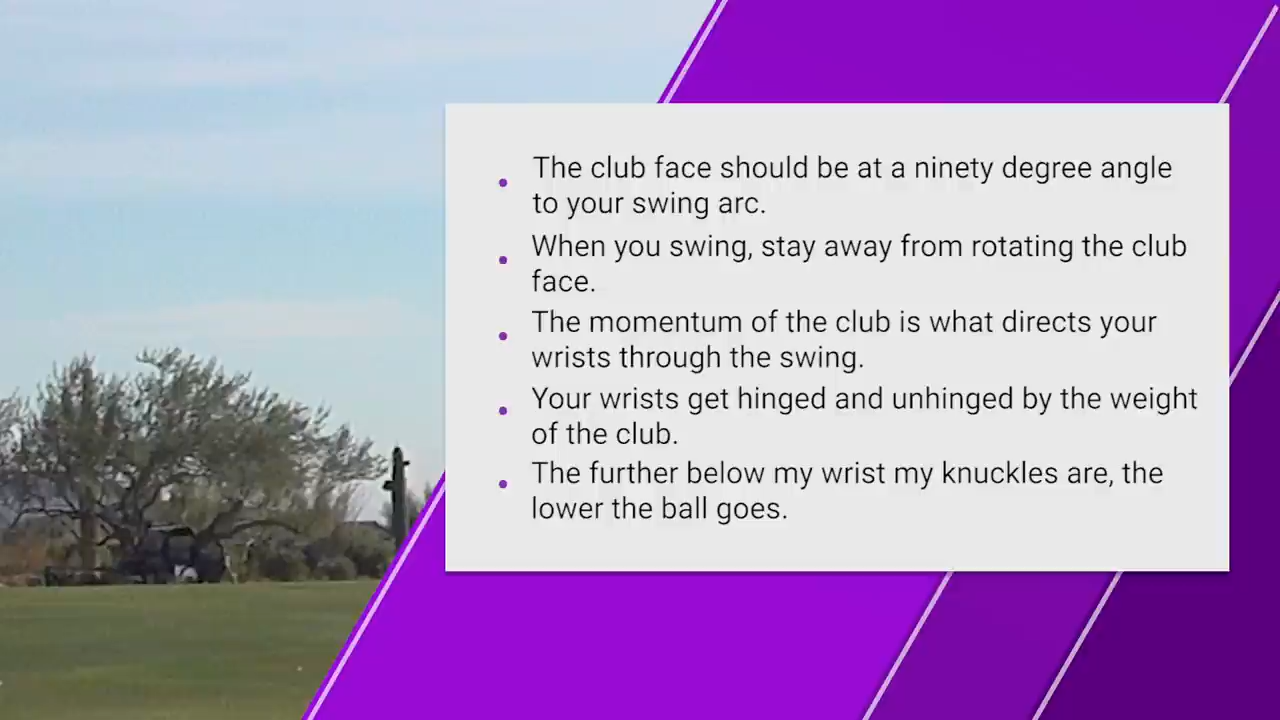 The club face should be at a ninety degree angle
to your swing arc.
When you swing, stay away from rotating the club
face.
The momentum of the club is what directs your
wrists through the swing.
Your wrists get hinged and unhinged by the weight
of the club.
The further below my wrist my knuckles are, the
lower the ball goes.